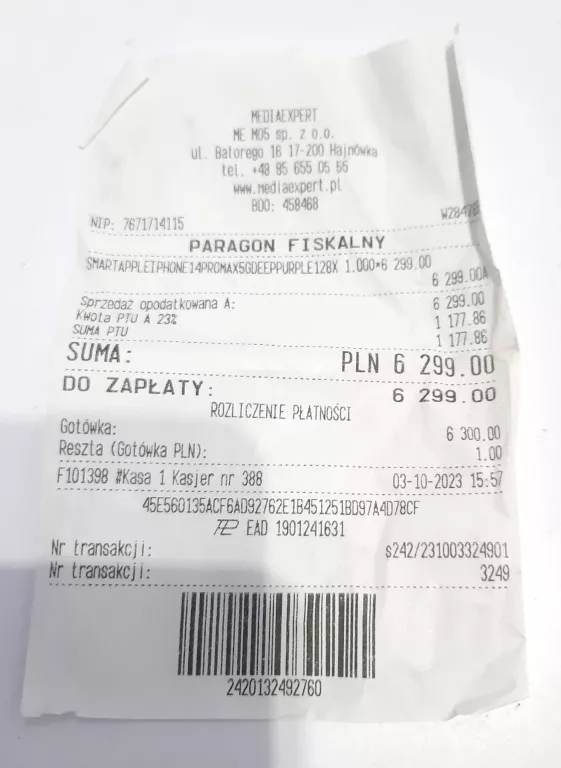 MEDIAEXPERT
ME M05 sp. z o.o.
ul. Batorego 16 17-200 Hajnówka
tel. +48 85 655 05 55
www.mediaexpert.pl
BDO: 458468
NIP: 7671714115 W28478
PARAGON FISKALNY
SMARTAPPLEIPHONE14PROMAX5GDEEPPURPLE128X 1.000*6 299.00
6 299.00A
Sprzedaż opodatkowana A: 6 299.00
Kwota PTU A 23% 1 177.86
SUMA PTU 1 177.86
SUMA: PLN 6 299.00
DO ZAPŁATY: 6 299.00
ROZLICZENIE PŁATNOŚCI
Gotówka: 6 300.00
Reszta (Gotówka PLN): 1.00
F101398 #Kasa 1 Kasjer nr 388 03-10-2023 15:57
45E560135ACF6AD92762E1B451251BD97A4D78CF
EAD 1901241631
Nr transakcji: s242/231003324901
Nr transakcji: 3249
2420132492760